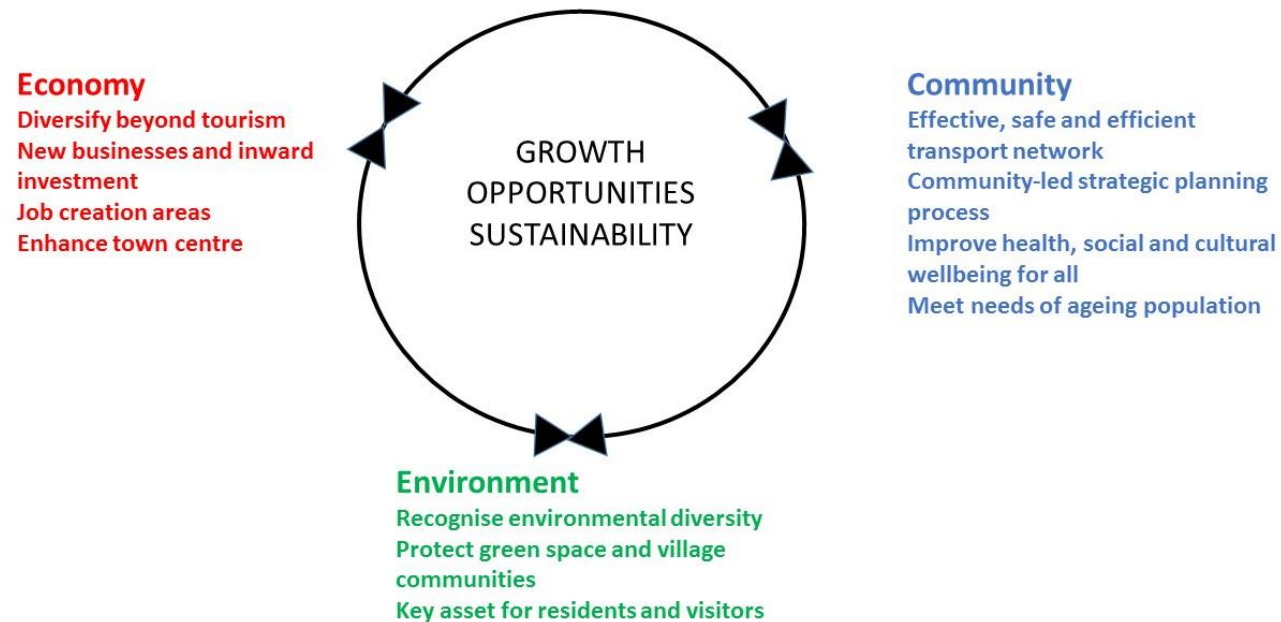 Economy
Diversify beyond tourism
New businesses and inward
investment
Job creation areas
Enhance town centre
GROWTH
OPPORTUNITIES
SUSTAINABILITY
Community
Effective, safe and efficient
transport network
Community-led strategic planning
process
Improve health, social and cultural
wellbeing for all
Meet needs of ageing population
Environment
Recognise environmental diversity
Protect green space and village
communities
Key asset for residents and visitors